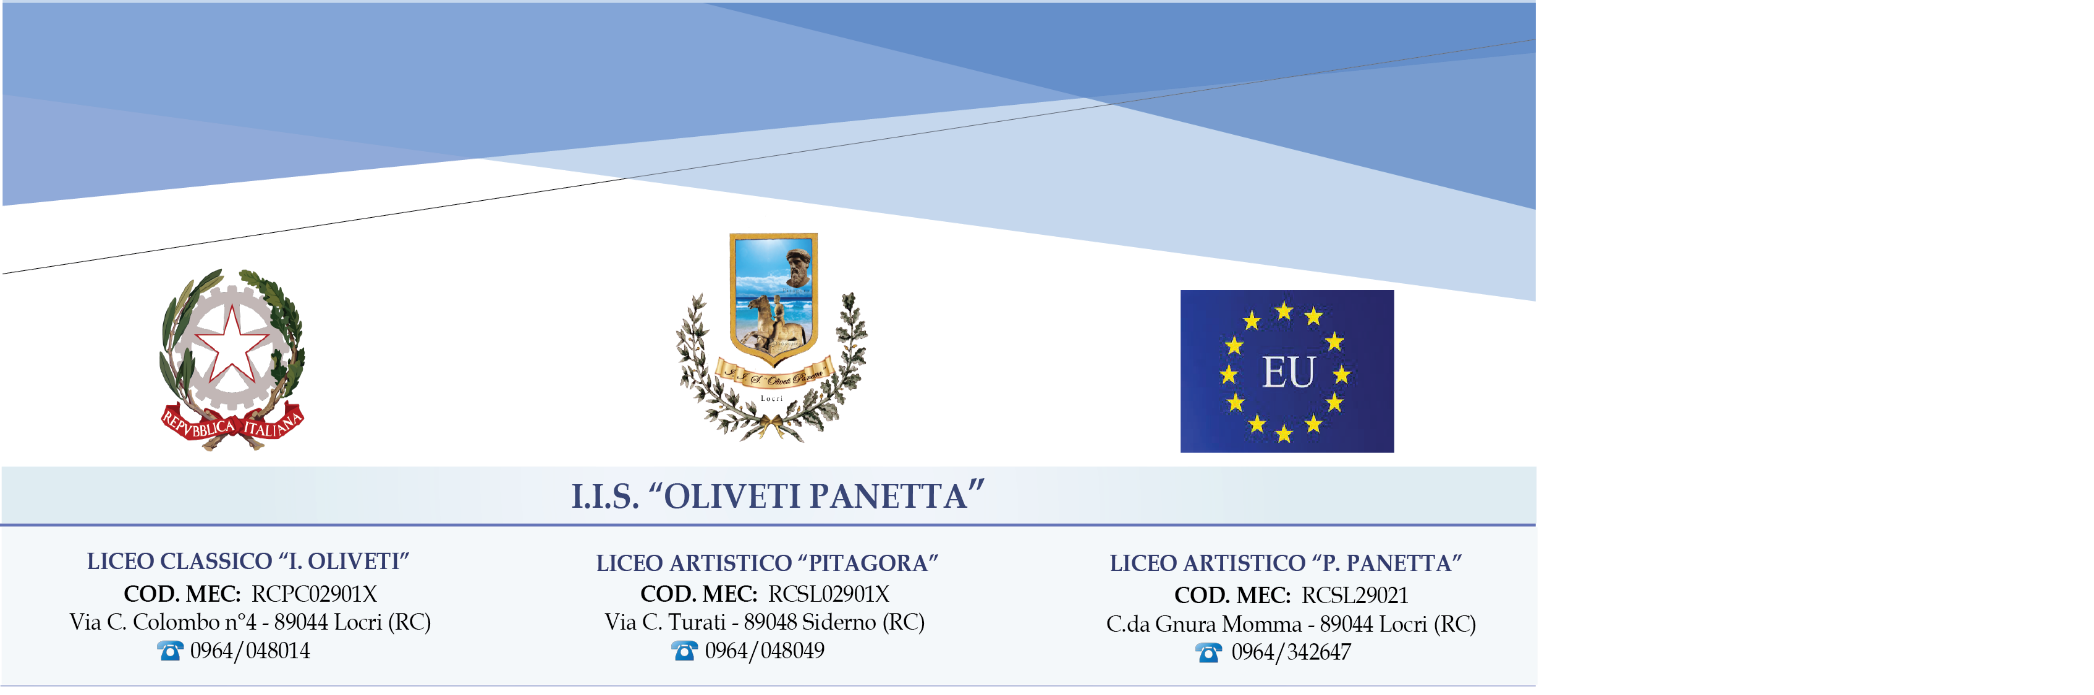 REPVBBLICA ITALIANA
I. I. S. "Oliveti Panetta"
Locri
EU
I.I.S. “OLIVETI PANETTA”
LICEO CLASSICO “I. OLIVETI”
COD. MEC: RCPC02901X
Via C. Colombo n°4 - 89044 Locri (RC)
☎ 0964/048014
LICEO ARTISTICO “PITAGORA”
COD. MEC: RCSL02901X
Via C. Turati - 89048 Siderno (RC)
☎ 0964/048049
LICEO ARTISTICO “P. PANETTA”
COD. MEC: RCSL29021
C.da Gnura Momma - 89044 Locri (RC)
☎ 0964/342647